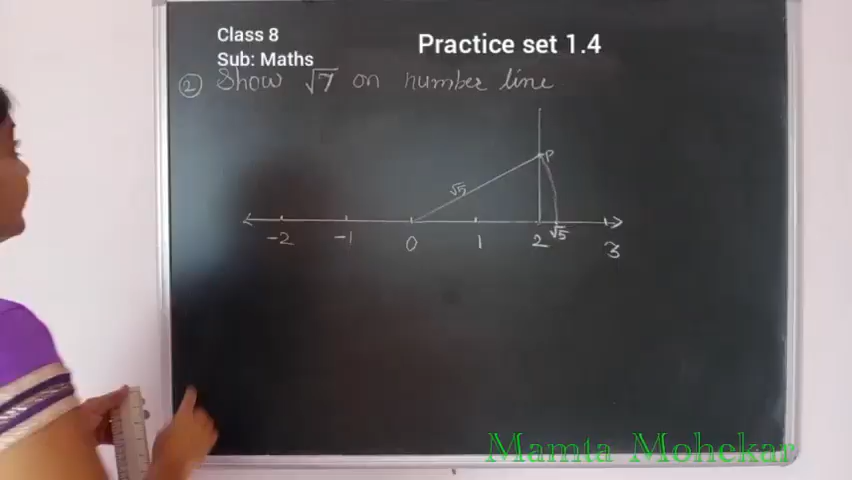 Class 8
Sub: Maths
Practice set 1.4
② Show √7 on number line
P
√5
-2 -1 0 1 2 √5 3
Mamta Mohekar